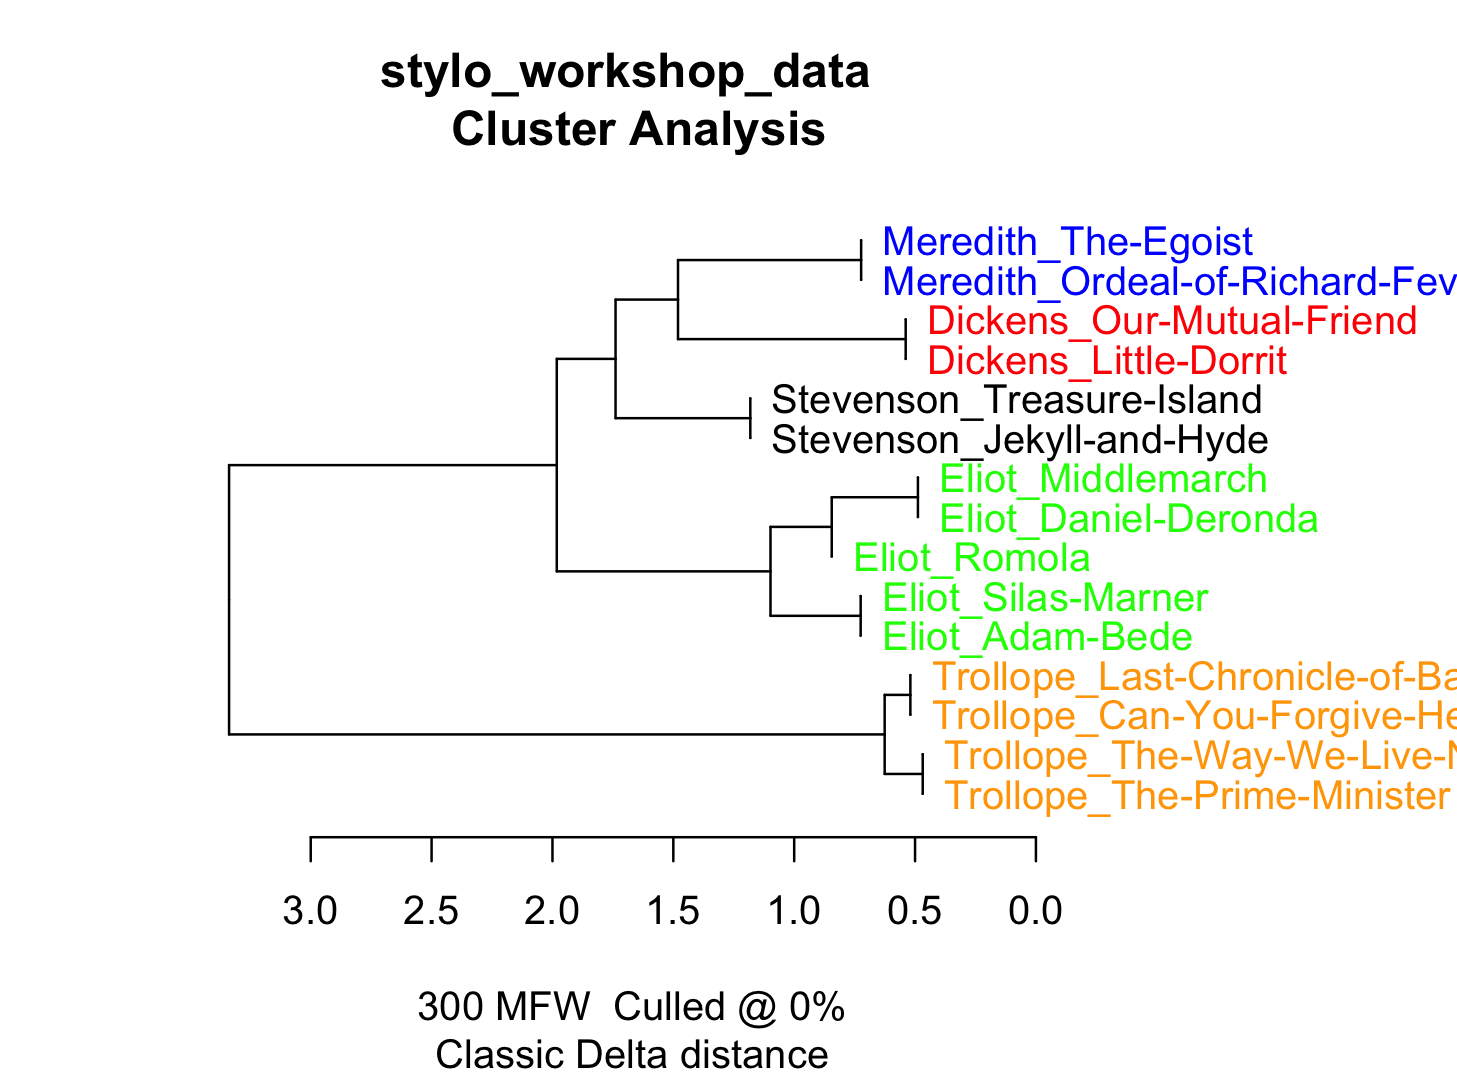 stylo_workshop_data
Cluster Analysis
Meredith_The-Egoist
Meredith_Ordeal-of-Richard-Fev
Dickens_Our-Mutual-Friend
Dickens_Little-Dorrit
Stevenson_Treasure-Island
Stevenson_Jekyll-and-Hyde
Eliot_Middlemarch
Eliot_Daniel-Deronda
Eliot_Romola
Eliot_Silas-Marner
Eliot_Adam-Bede
Trollope_Last-Chronicle-of-Ba
Trollope_Can-You-Forgive-He
Trollope_The-Way-We-Live-N
Trollope_The-Prime-Minister
3.0 2.5 2.0 1.5 1.0 0.5 0.0
300 MFW  Culled @ 0%
Classic Delta distance